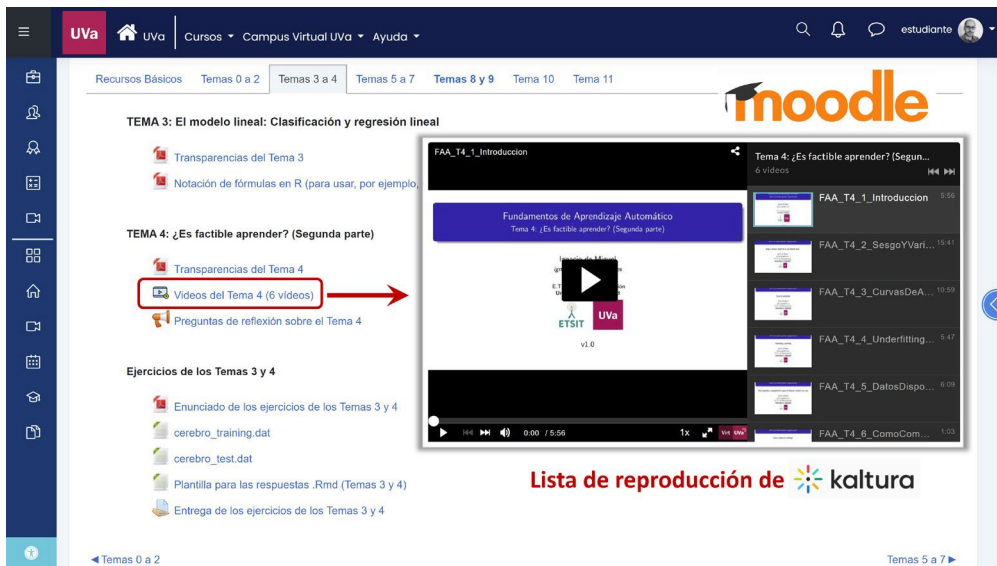 UVa
UVa
Cursos
Campus Virtual UVa
Ayuda
estudiante
Recursos Básicos
Temas 0 a 2
Temas 3 a 4
Temas 5 a 7
Temas 8 y 9
Tema 10
Tema 11
moodle
TEMA 3: El modelo lineal: Clasificación y regresión lineal
Transparencias del Tema 3
Notación de fórmulas en R (para usar, por ejemplo,
TEMA 4: ¿Es factible aprender? (Segunda parte)
Transparencias del Tema 4
Videos del Tema 4 (6 vídeos)
Preguntas de reflexión sobre el Tema 4
Ejercicios de los Temas 3 y 4
Enunciado de los ejercicios de los Temas 3 y 4
cerebro_training.dat
cerebro_test.dat
Plantilla para las respuestas .Rmd (Temas 3 y 4)
Entrega de los ejercicios de los Temas 3 y 4
FAA_T4_1_Introduccion
Fundamentos de Aprendizaje Automático
Tema 4: ¿Es factible aprender? (Segunda parte)
ETSIT
UVa
v1.0
0:00 / 5:56
1x
Tema 4: ¿Es factible aprender? (Segun...
6 videos
FAA_T4_1_Introduccion 5:56
FAA_T4_2_SesgoYVari... 15:41
FAA_T4_3_CurvasDeA... 10:59
FAA_T4_4_Underfitting... 5:47
FAA_T4_5_DatosDispo... 6:09
FAA_T4_6_ComoCom... 1:03
Lista de reproducción de kaltura
◄Temas 0 a 2
Temas 5 a 7►